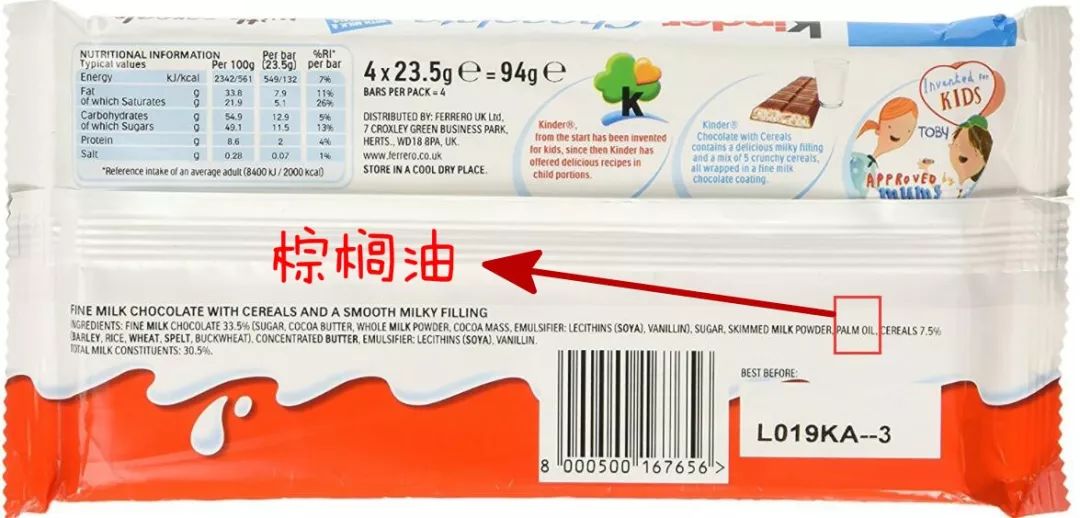 Kinder Chocolate
NUTRITIONAL INFORMATION
Typical values Per 100g Per bar (23.5g) %RI* per bar
Energy kJ/kcal 2342/561 549/132 7%
Fat g 33.8 7.9 11%
of which Saturates g 21.9 5.1 26%
Carbohydrates g 54.9 12.9 5%
of which Sugars g 49.1 11.5 13%
Protein g 8.6 2 4%
Salt g 0.28 0.07 1%
*Reference intake of an average adult (8400 kJ / 2000 kcal)
4 x 23.5g e = 94g e
BARS PER PACK = 4
DISTRIBUTED BY: FERRERO UK Ltd,
7 CROXLEY GREEN BUSINESS PARK,
HERTS., WD18 8PA, UK.
www.ferrero.co.uk
STORE IN A COOL DRY PLACE.
k
Kinder®,
from the start has been invented
for kids, since then Kinder has
offered delicious recipes in
child portions.
Kinder®
Chocolate with Cereals
contains a delicious milky filling
and a mix of 5 crunchy cereals,
all wrapped in a fine milk
chocolate coating.
Invented for
KIDS
TOBY
APPROVED by
mums
棕榈油
FINE MILK CHOCOLATE WITH CEREALS AND A SMOOTH MILKY FILLING
INGREDIENTS: FINE MILK CHOCOLATE 33.5% (SUGAR, COCOA BUTTER, WHOLE MILK POWDER, COCOA MASS, EMULSIFIER: LECITHINS (SOYA), VANILLIN), SUGAR, SKIMMED MILK POWDER, PALM OIL, CEREALS 7.5%
(BARLEY, RICE, WHEAT, SPELT, BUCKWHEAT), CONCENTRATED BUTTER, EMULSIFIER: LECITHINS (SOYA), VANILLIN.
TOTAL MILK CONSTITUENTS: 30.5%.
BEST BEFORE:
L019KA--3
8 000500 167656 >